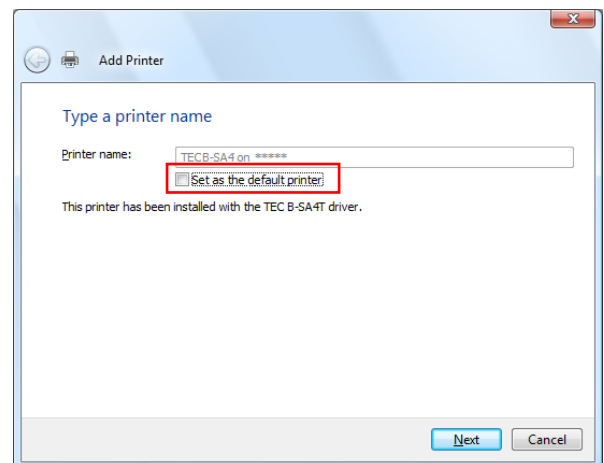 Add Printer
Type a printer name
Printer name: TECB-SA4 on *****
Set as the default printer
This printer has been installed with the TEC B-SA4T driver.
Next Cancel